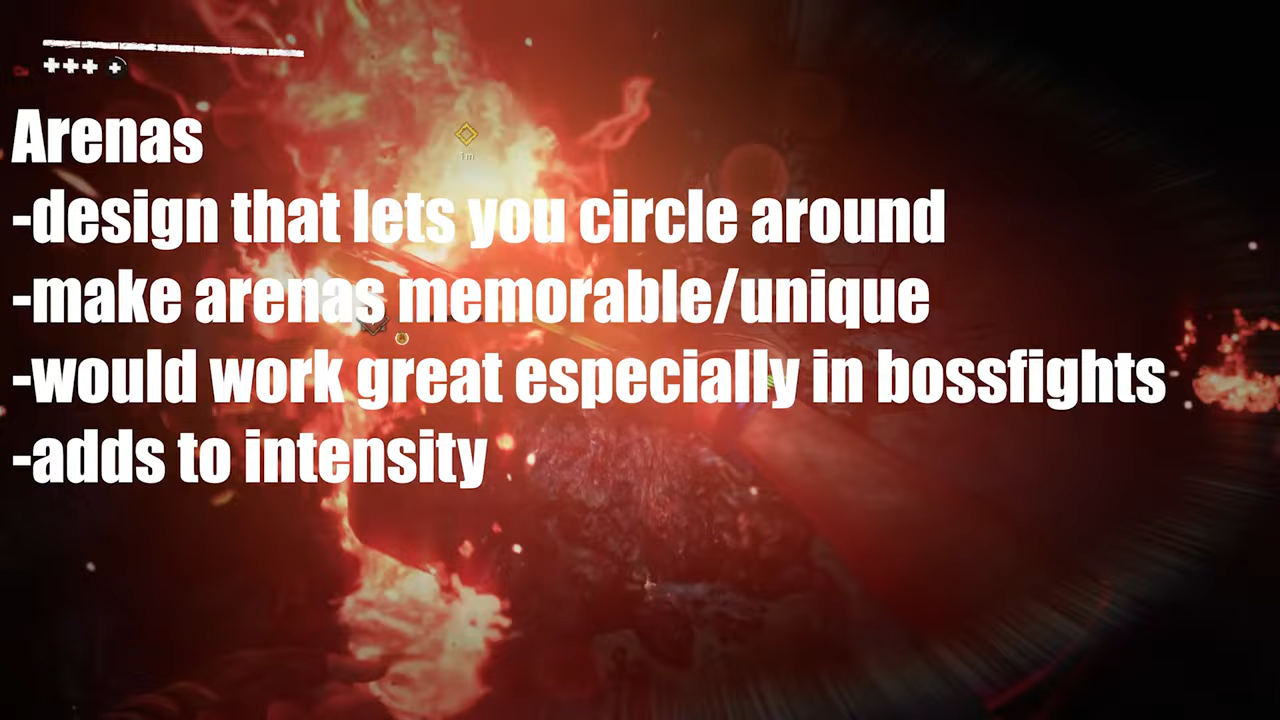 1m
Arenas
-design that lets you circle around
-make arenas memorable/unique
-would work great especially in bossfights
-adds to intensity